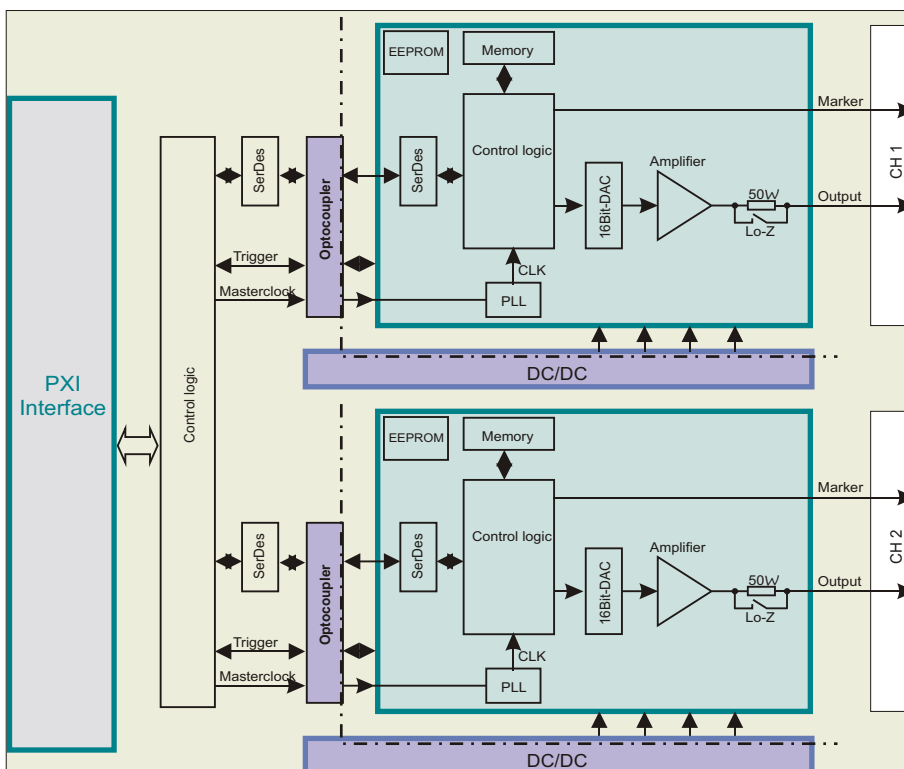 PXI
Interface
Control logic
SerDes
Optocoupler
Trigger
Masterclock
EEPROM
Memory
SerDes
Control logic
CLK
PLL
16Bit-DAC
Amplifier
50W
Lo-Z
Marker
Output
CH 1
DC/DC
SerDes
Optocoupler
Trigger
Masterclock
EEPROM
Memory
SerDes
Control logic
CLK
PLL
16Bit-DAC
Amplifier
50W
Lo-Z
Marker
Output
CH 2
DC/DC